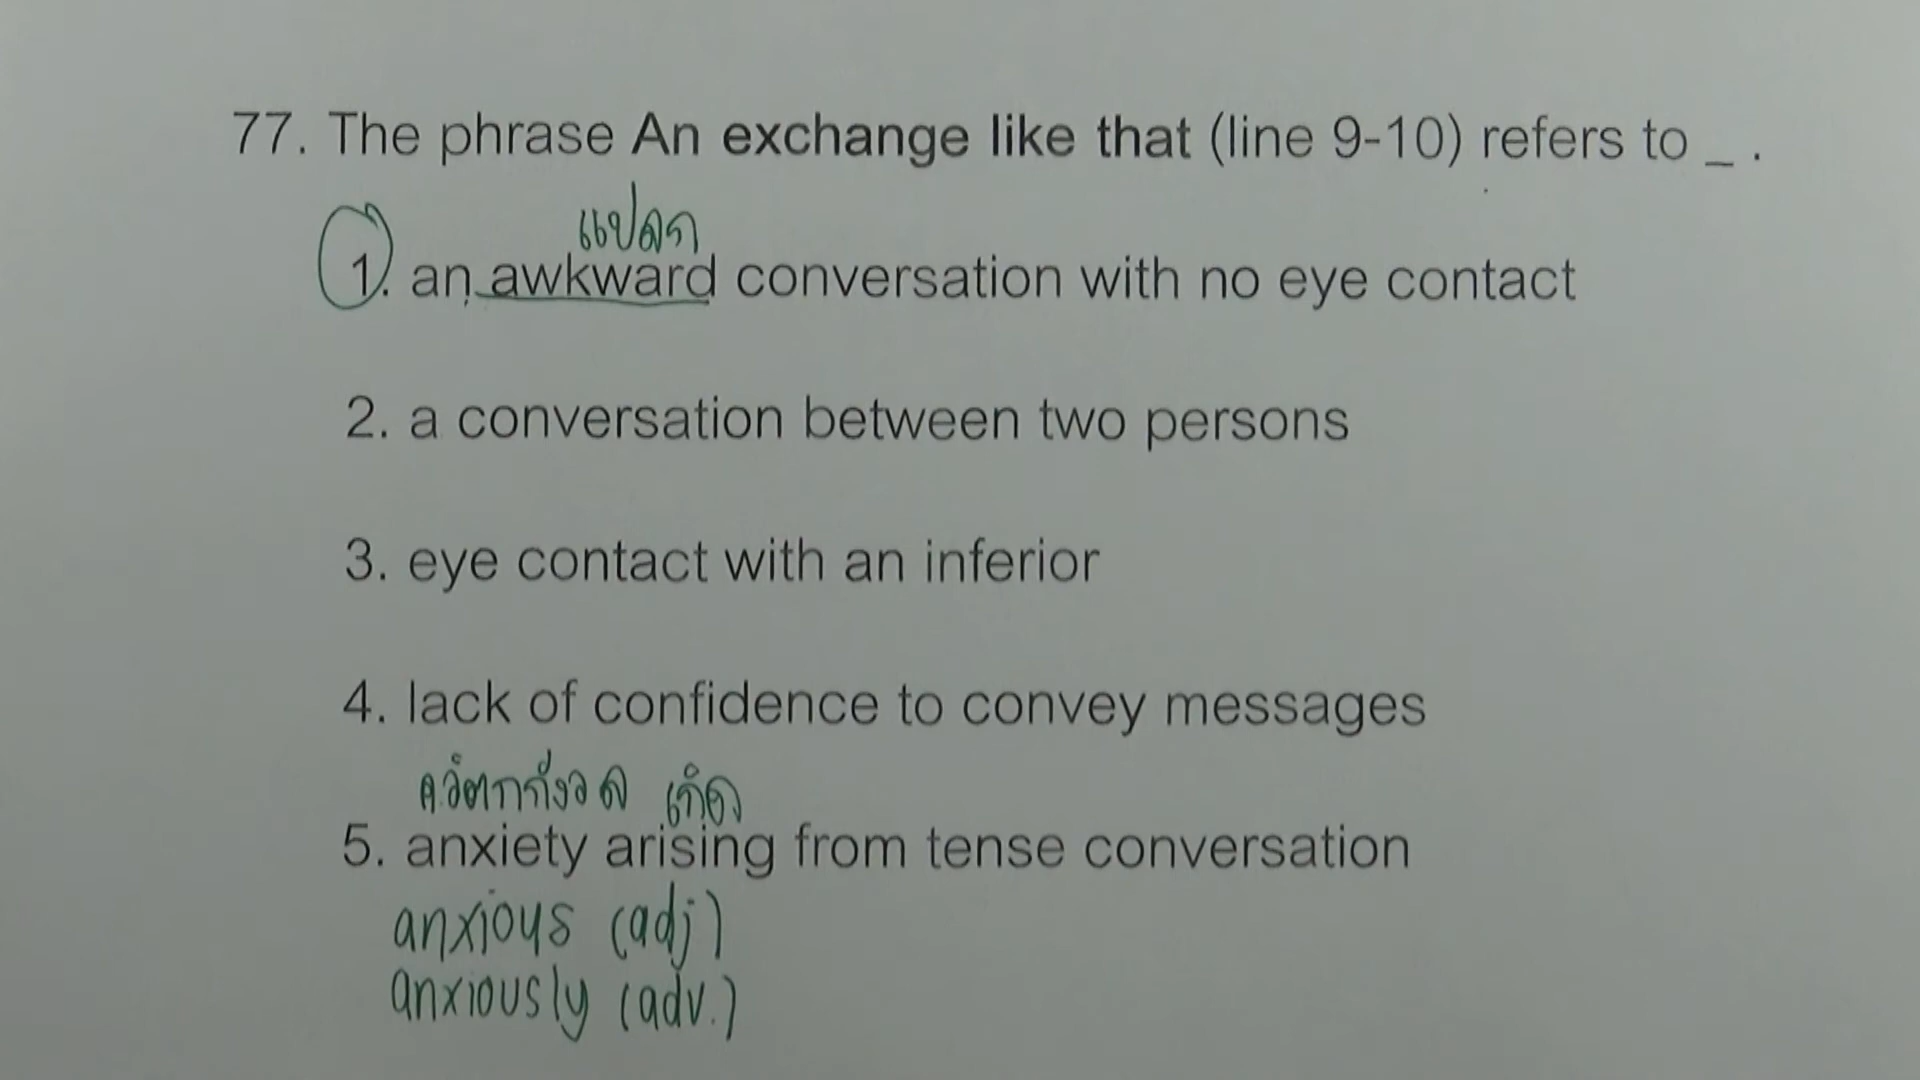 77. The phrase An exchange like that (line 9-10) refers to _ .
แปลก
1. an awkward conversation with no eye contact
2. a conversation between two persons
3. eye contact with an inferior
4. lack of confidence to convey messages
ค.วิตกกังวล เกิด
5. anxiety arising from tense conversation
anxious (adj)
anxiously (adv.)